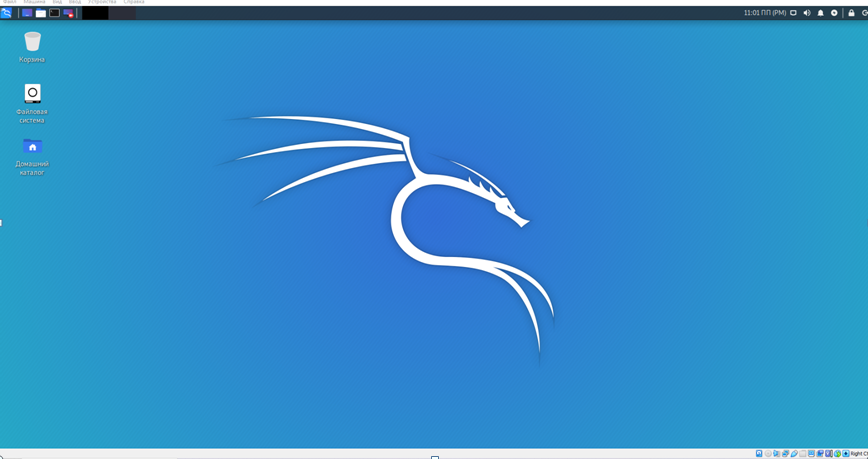 Файл Машина Вид Ввод Устройства Справка
11:01 ПП (PM)
Корзина
Файловая
система
Домашний
каталог
Right C